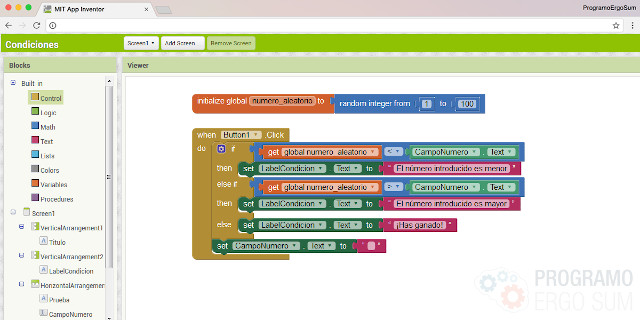 MIT App Inventor
ProgramoErgoSum
Condiciones
Screen1
Add Screen ...
Remove Screen
Blocks
Viewer
Built-in
Control
Logic
Math
Text
Lists
Colors
Variables
Procedures
Screen1
VerticalArrangement1
Titulo
VerticalArrangement2
LabelCondicion
HorizontalArrangemen
Prueba
CampoNumero
initialize global numero_aleatorio to random integer from 1 to 100
when Button1 .Click
do if get global numero_aleatorio < CampoNumero . Text
then set LabelCondicion . Text to " El número introducido es menor "
else if get global numero_aleatorio > CampoNumero . Text
then set LabelCondicion . Text to " El número introducido es mayor "
else set LabelCondicion . Text to " ¡Has ganado! "
set CampoNumero . Text to " "
PROGRAMO
ERGO SUM